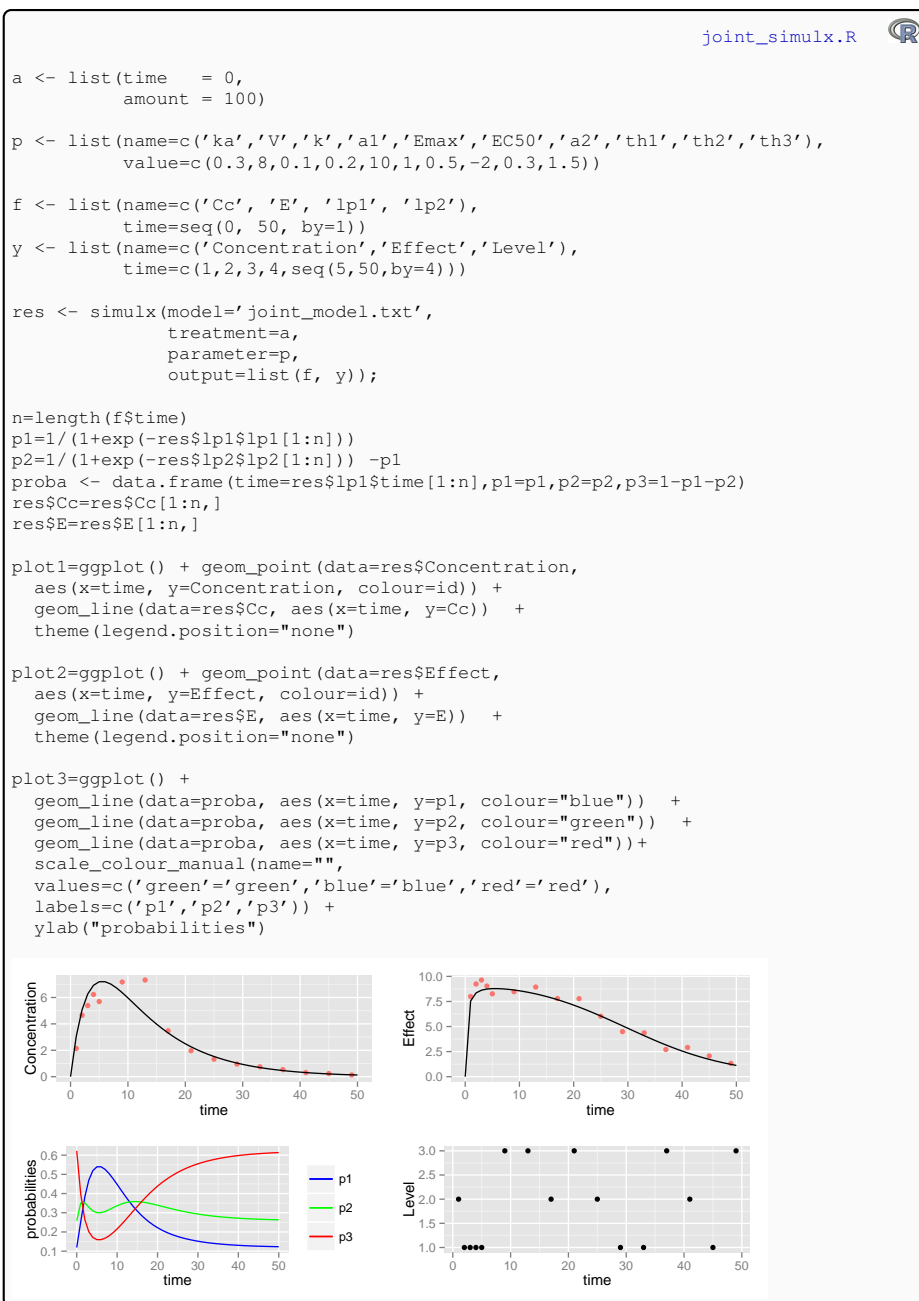 joint_simulx.R R
a <- list(time   = 0,
          amount = 100)
p <- list(name=c('ka','V','k','a1','Emax','EC50','a2','th1','th2','th3'),
          value=c(0.3,8,0.1,0.2,10,1,0.5,-2,0.3,1.5))
f <- list(name=c('Cc', 'E', 'lp1', 'lp2'),
          time=seq(0, 50, by=1))
y <- list(name=c('Concentration','Effect','Level'),
          time=c(1,2,3,4,seq(5,50,by=4)))
res <- simulx(model='joint_model.txt',
              treatment=a,
              parameter=p,
              output=list(f, y));
n=length(f$time)
p1=1/(1+exp(-res$lp1$lp1[1:n]))
p2=1/(1+exp(-res$lp2$lp2[1:n])) -p1
proba <- data.frame(time=res$lp1$time[1:n],p1=p1,p2=p2,p3=1-p1-p2)
res$Cc=res$Cc[1:n,]
res$E=res$E[1:n,]
plot1=ggplot() + geom_point(data=res$Concentration,
  aes(x=time, y=Concentration, colour=id)) +
  geom_line(data=res$Cc, aes(x=time, y=Cc))  +
  theme(legend.position="none")
plot2=ggplot() + geom_point(data=res$Effect,
  aes(x=time, y=Effect, colour=id)) +
  geom_line(data=res$E, aes(x=time, y=E))  +
  theme(legend.position="none")
plot3=ggplot() +
  geom_line(data=proba, aes(x=time, y=p1, colour="blue"))  +
  geom_line(data=proba, aes(x=time, y=p2, colour="green"))  +
  geom_line(data=proba, aes(x=time, y=p3, colour="red"))+
  scale_colour_manual(name="",
  values=c('green'='green','blue'='blue','red'='red'),
  labels=c('p1','p2','p3')) +
  ylab("probabilities")
Concentration
6
4
2
0
0 10 20 30 40 50
time
Effect
10.0
7.5
5.0
2.5
0.0
0 10 20 30 40 50
time
probabilities
0.6
0.5
0.4
0.3
0.2
0.1
0 10 20 30 40 50
time
p1
p2
p3
Level
3.0
2.5
2.0
1.5
1.0
0 10 20 30 40 50
time